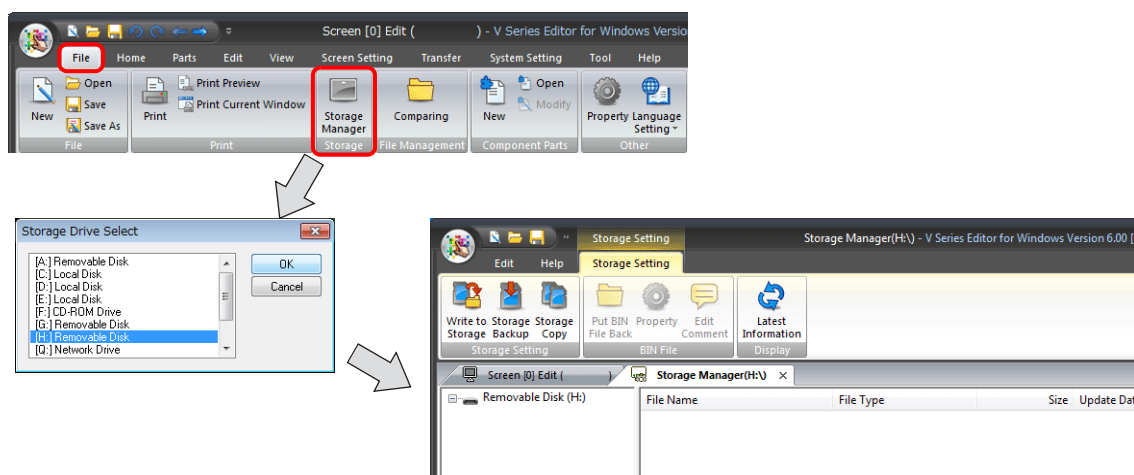 Screen [0] Edit ( ) - V Series Editor for Windows Versio
File Home Parts Edit View Screen Setting Transfer System Setting Tool Help
New
Open
Save
Save As
File
Print
Print Preview
Print Current Window
Print
Storage Manager
Storage
Comparing
File Management
New
Open
Modify
Component Parts
Property
Language Setting
Other
Storage Drive Select
[A:] Removable Disk
[C:] Local Disk
[D:] Local Disk
[E:] Local Disk
[F:] CD-ROM Drive
[G:] Removable Disk
[H:] Removable Disk
[Q:] Network Drive
OK
Cancel
Storage Setting
Storage Manager(H:\) - V Series Editor for Windows Version 6.00 [
Edit Help Storage Setting
Write to Storage
Storage Backup
Storage Copy
Storage Setting
Put BIN File Back
Property
Edit Comment
BIN File
Latest Information
Display
Screen [0] Edit ( )
Storage Manager(H:\) ×
Removable Disk (H:)
File Name File Type Size Update Dat